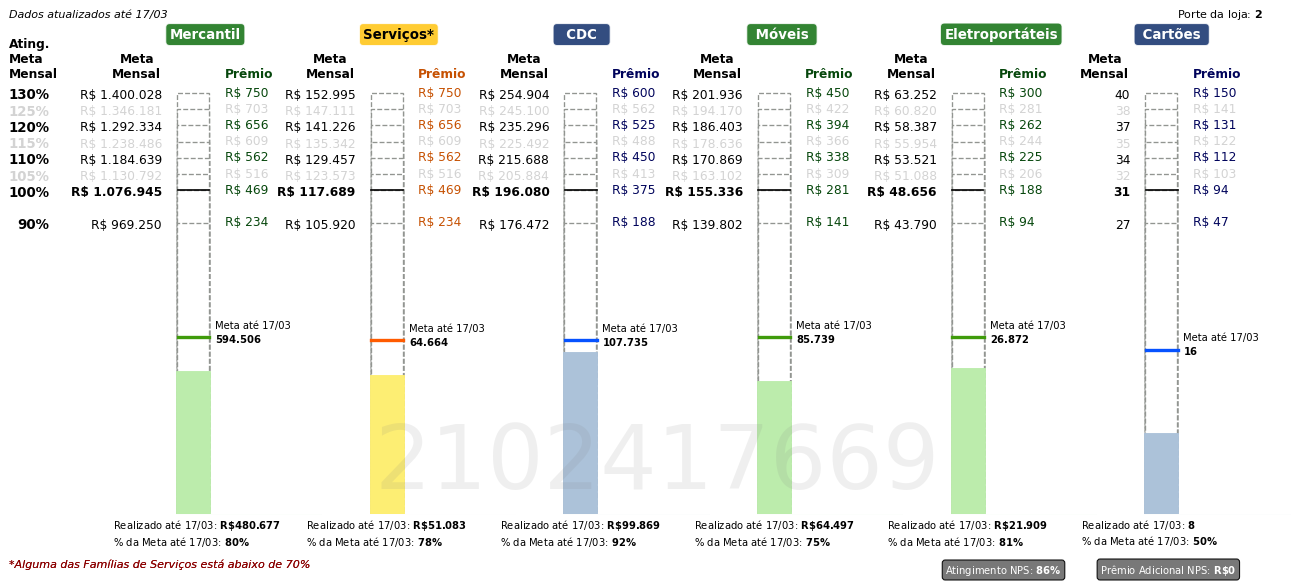 Dados atualizados até 17/03
Porte da loja: 2
Mercantil Serviços* CDC Móveis Eletroportáteis Cartões
Ating. Meta Mensal
Meta Mensal Prêmio Meta Mensal Prêmio Meta Mensal Prêmio Meta Mensal Prêmio Meta Mensal Prêmio Meta Mensal Prêmio
130% R$ 1.400.028 R$ 750 R$ 152.995 R$ 750 R$ 254.904 R$ 600 R$ 201.936 R$ 450 R$ 63.252 R$ 300 40 R$ 150
125% R$ 1.346.181 R$ 703 R$ 147.111 R$ 703 R$ 245.100 R$ 562 R$ 194.170 R$ 422 R$ 60.820 R$ 281 38 R$ 141
120% R$ 1.292.334 R$ 656 R$ 141.226 R$ 656 R$ 235.296 R$ 525 R$ 186.403 R$ 394 R$ 58.387 R$ 262 37 R$ 131
115% R$ 1.238.486 R$ 609 R$ 135.342 R$ 609 R$ 225.492 R$ 488 R$ 178.636 R$ 366 R$ 55.954 R$ 244 35 R$ 122
110% R$ 1.184.639 R$ 562 R$ 129.457 R$ 562 R$ 215.688 R$ 450 R$ 170.869 R$ 338 R$ 53.521 R$ 225 34 R$ 112
105% R$ 1.130.792 R$ 516 R$ 123.573 R$ 516 R$ 205.884 R$ 413 R$ 163.102 R$ 309 R$ 51.088 R$ 206 32 R$ 103
100% R$ 1.076.945 R$ 469 R$ 117.689 R$ 469 R$ 196.080 R$ 375 R$ 155.336 R$ 281 R$ 48.656 R$ 188 31 R$ 94
90% R$ 969.250 R$ 234 R$ 105.920 R$ 234 R$ 176.472 R$ 188 R$ 139.802 R$ 141 R$ 43.790 R$ 94 27 R$ 47
Meta até 17/03 Meta até 17/03 Meta até 17/03 Meta até 17/03 Meta até 17/03 Meta até 17/03
594.506 64.664 107.735 85.739 26.872 16
2102417669
Realizado até 17/03: R$480.677 Realizado até 17/03: R$51.083 Realizado até 17/03: R$99.869 Realizado até 17/03: R$64.497 Realizado até 17/03: R$21.909 Realizado até 17/03: 8
% da Meta até 17/03: 80% % da Meta até 17/03: 78% % da Meta até 17/03: 92% % da Meta até 17/03: 75% % da Meta até 17/03: 81% % da Meta até 17/03: 50%
*Alguma das Famílias de Serviços está abaixo de 70%
Atingimento NPS: 86% Prêmio Adicional NPS: R$0